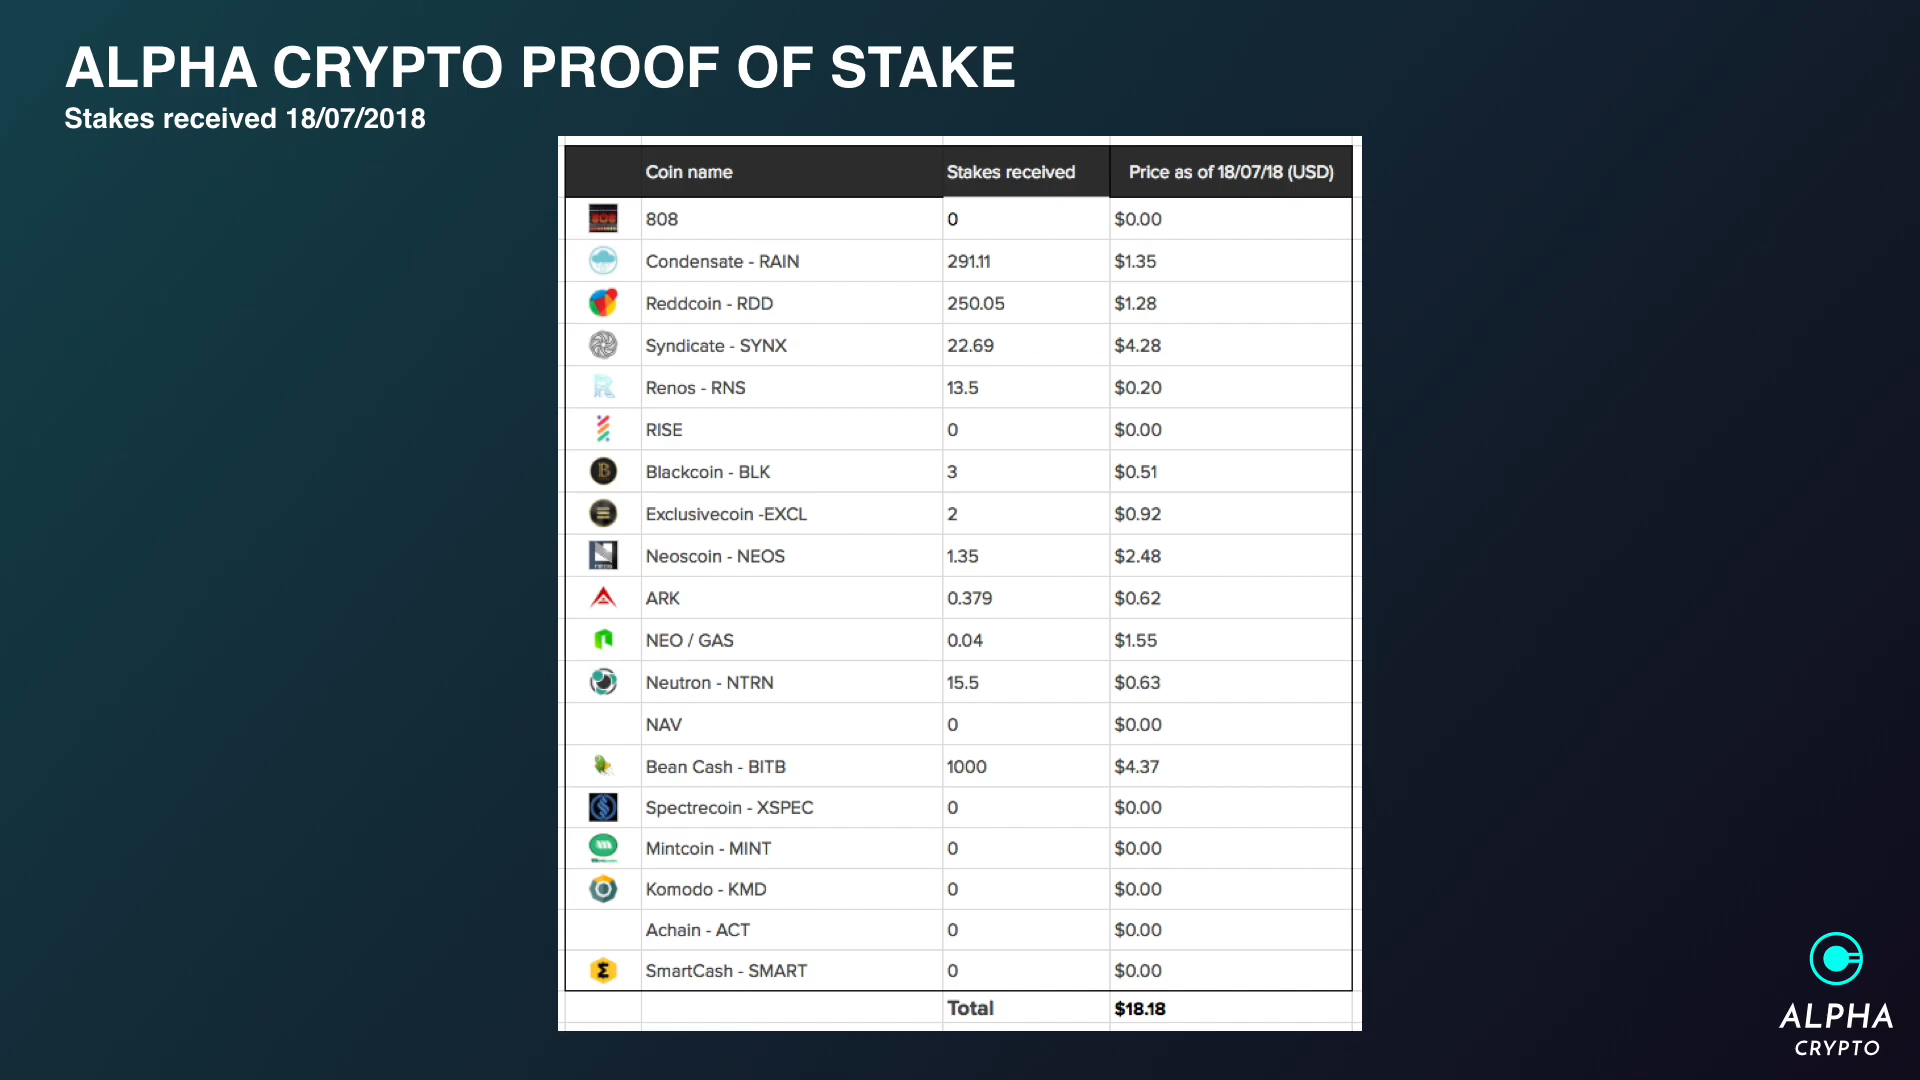 ALPHA CRYPTO PROOF OF STAKE
Stakes received 18/07/2018
Coin name Stakes received Price as of 18/07/18 (USD)
808 0 $0.00
Condensate - RAIN 291.11 $1.35
Reddcoin - RDD 250.05 $1.28
Syndicate - SYNX 22.69 $4.28
Renos - RNS 13.5 $0.20
RISE 0 $0.00
Blackcoin - BLK 3 $0.51
Exclusivecoin -EXCL 2 $0.92
Neoscoin - NEOS 1.35 $2.48
ARK 0.379 $0.62
NEO / GAS 0.04 $1.55
Neutron - NTRN 15.5 $0.63
NAV 0 $0.00
Bean Cash - BITB 1000 $4.37
Spectrecoin - XSPEC 0 $0.00
Mintcoin - MINT 0 $0.00
Komodo - KMD 0 $0.00
Achain - ACT 0 $0.00
SmartCash - SMART 0 $0.00
Total $18.18
ALPHA
CRYPTO